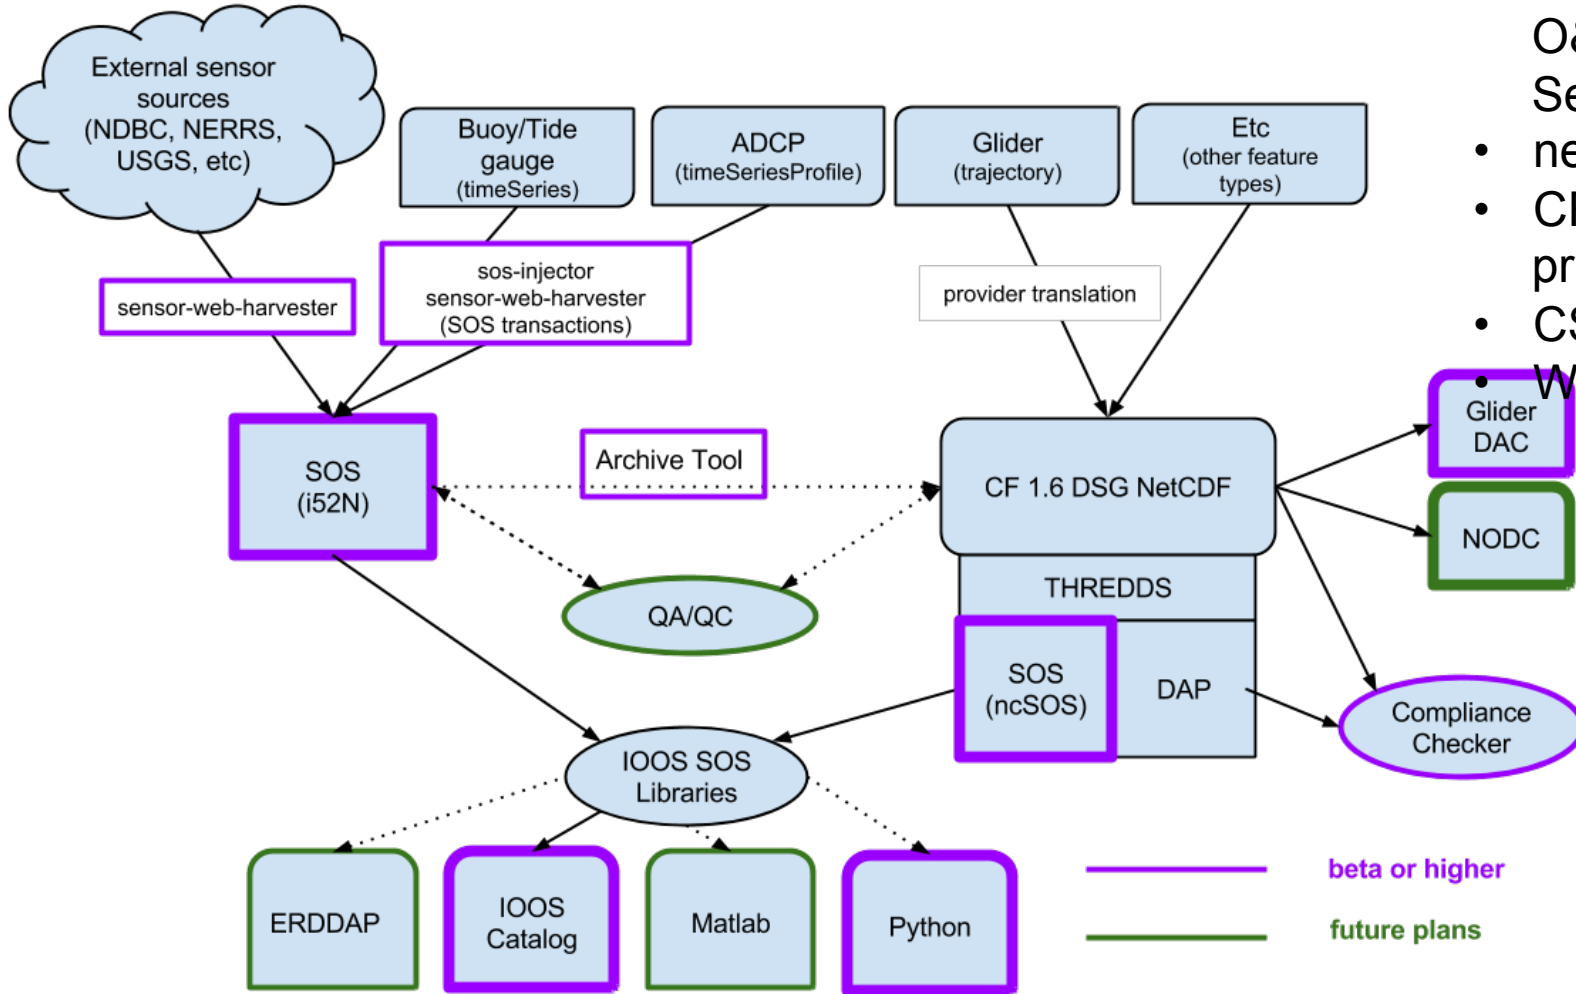 External sensor
sources
(NDBC, NERRS,
USGS, etc)
Buoy/Tide
gauge
(timeSeries)
ADCP
(timeSeriesProfile)
Glider
(trajectory)
Etc
(other feature
types)
sensor-web-harvester
sos-injector
sensor-web-harvester
(SOS transactions)
provider translation
SOS
(i52N)
Archive Tool
CF 1.6 DSG NetCDF
Glider
DAC
NODC
QA/QC
THREDDS
SOS
(ncSOS)
DAP
Compliance
Checker
IOOS SOS
Libraries
ERDDAP
IOOS
Catalog
Matlab
Python
beta or higher
future plans